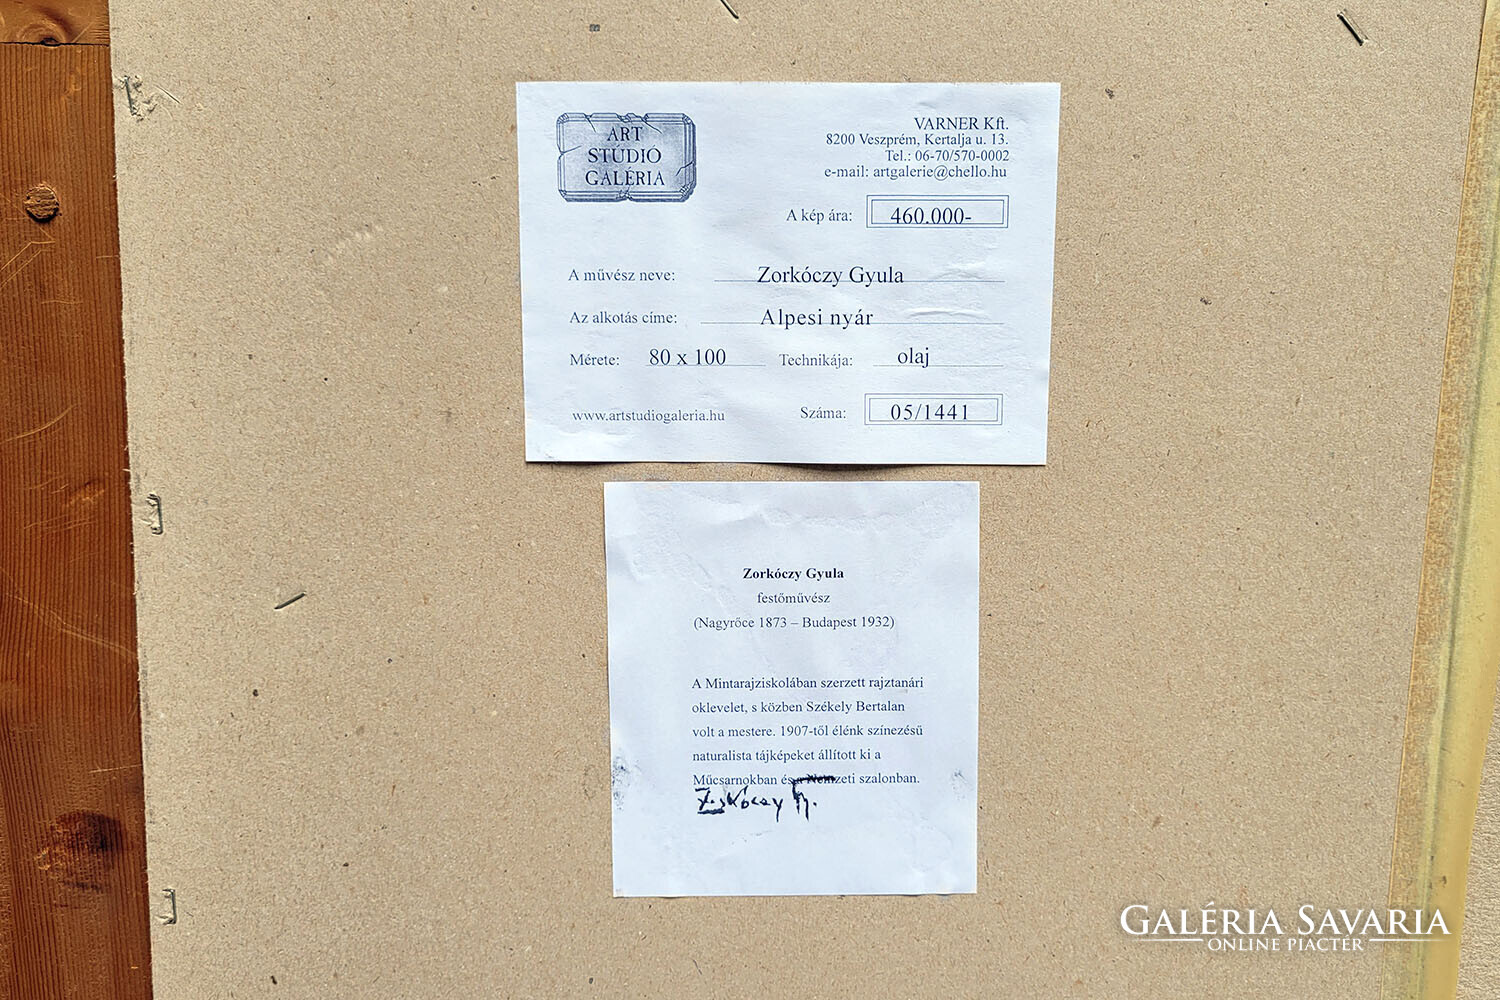 ART
STÚDIÓ
GALÉRIA
VARNER Kft.
8200 Veszprém, Kertalja u. 13.
Tel.: 06-70/570-0002
e-mail: artgalerie@chello.hu
A kép ára: 460.000-
A művész neve: Zorkóczy Gyula
Az alkotás címe: Alpesi nyár
Mérete: 80 x 100 Technikája: olaj
www.artstudiogaleria.hu Száma: 05/1441
Zorkóczy Gyula
festőművész
(Nagyrőce 1873 – Budapest 1932)
A Mintarajziskolában szerzett rajztanári
oklevelet, s közben Székely Bertalan
volt a mestere. 1907-től élénk színezésű
naturalista tájképeket állított ki a
Műcsarnokban és a Nemzeti szalonban.
Zorkóczy Gy.
GALÉRIA SAVARIA
ONLINE PIACTÉR